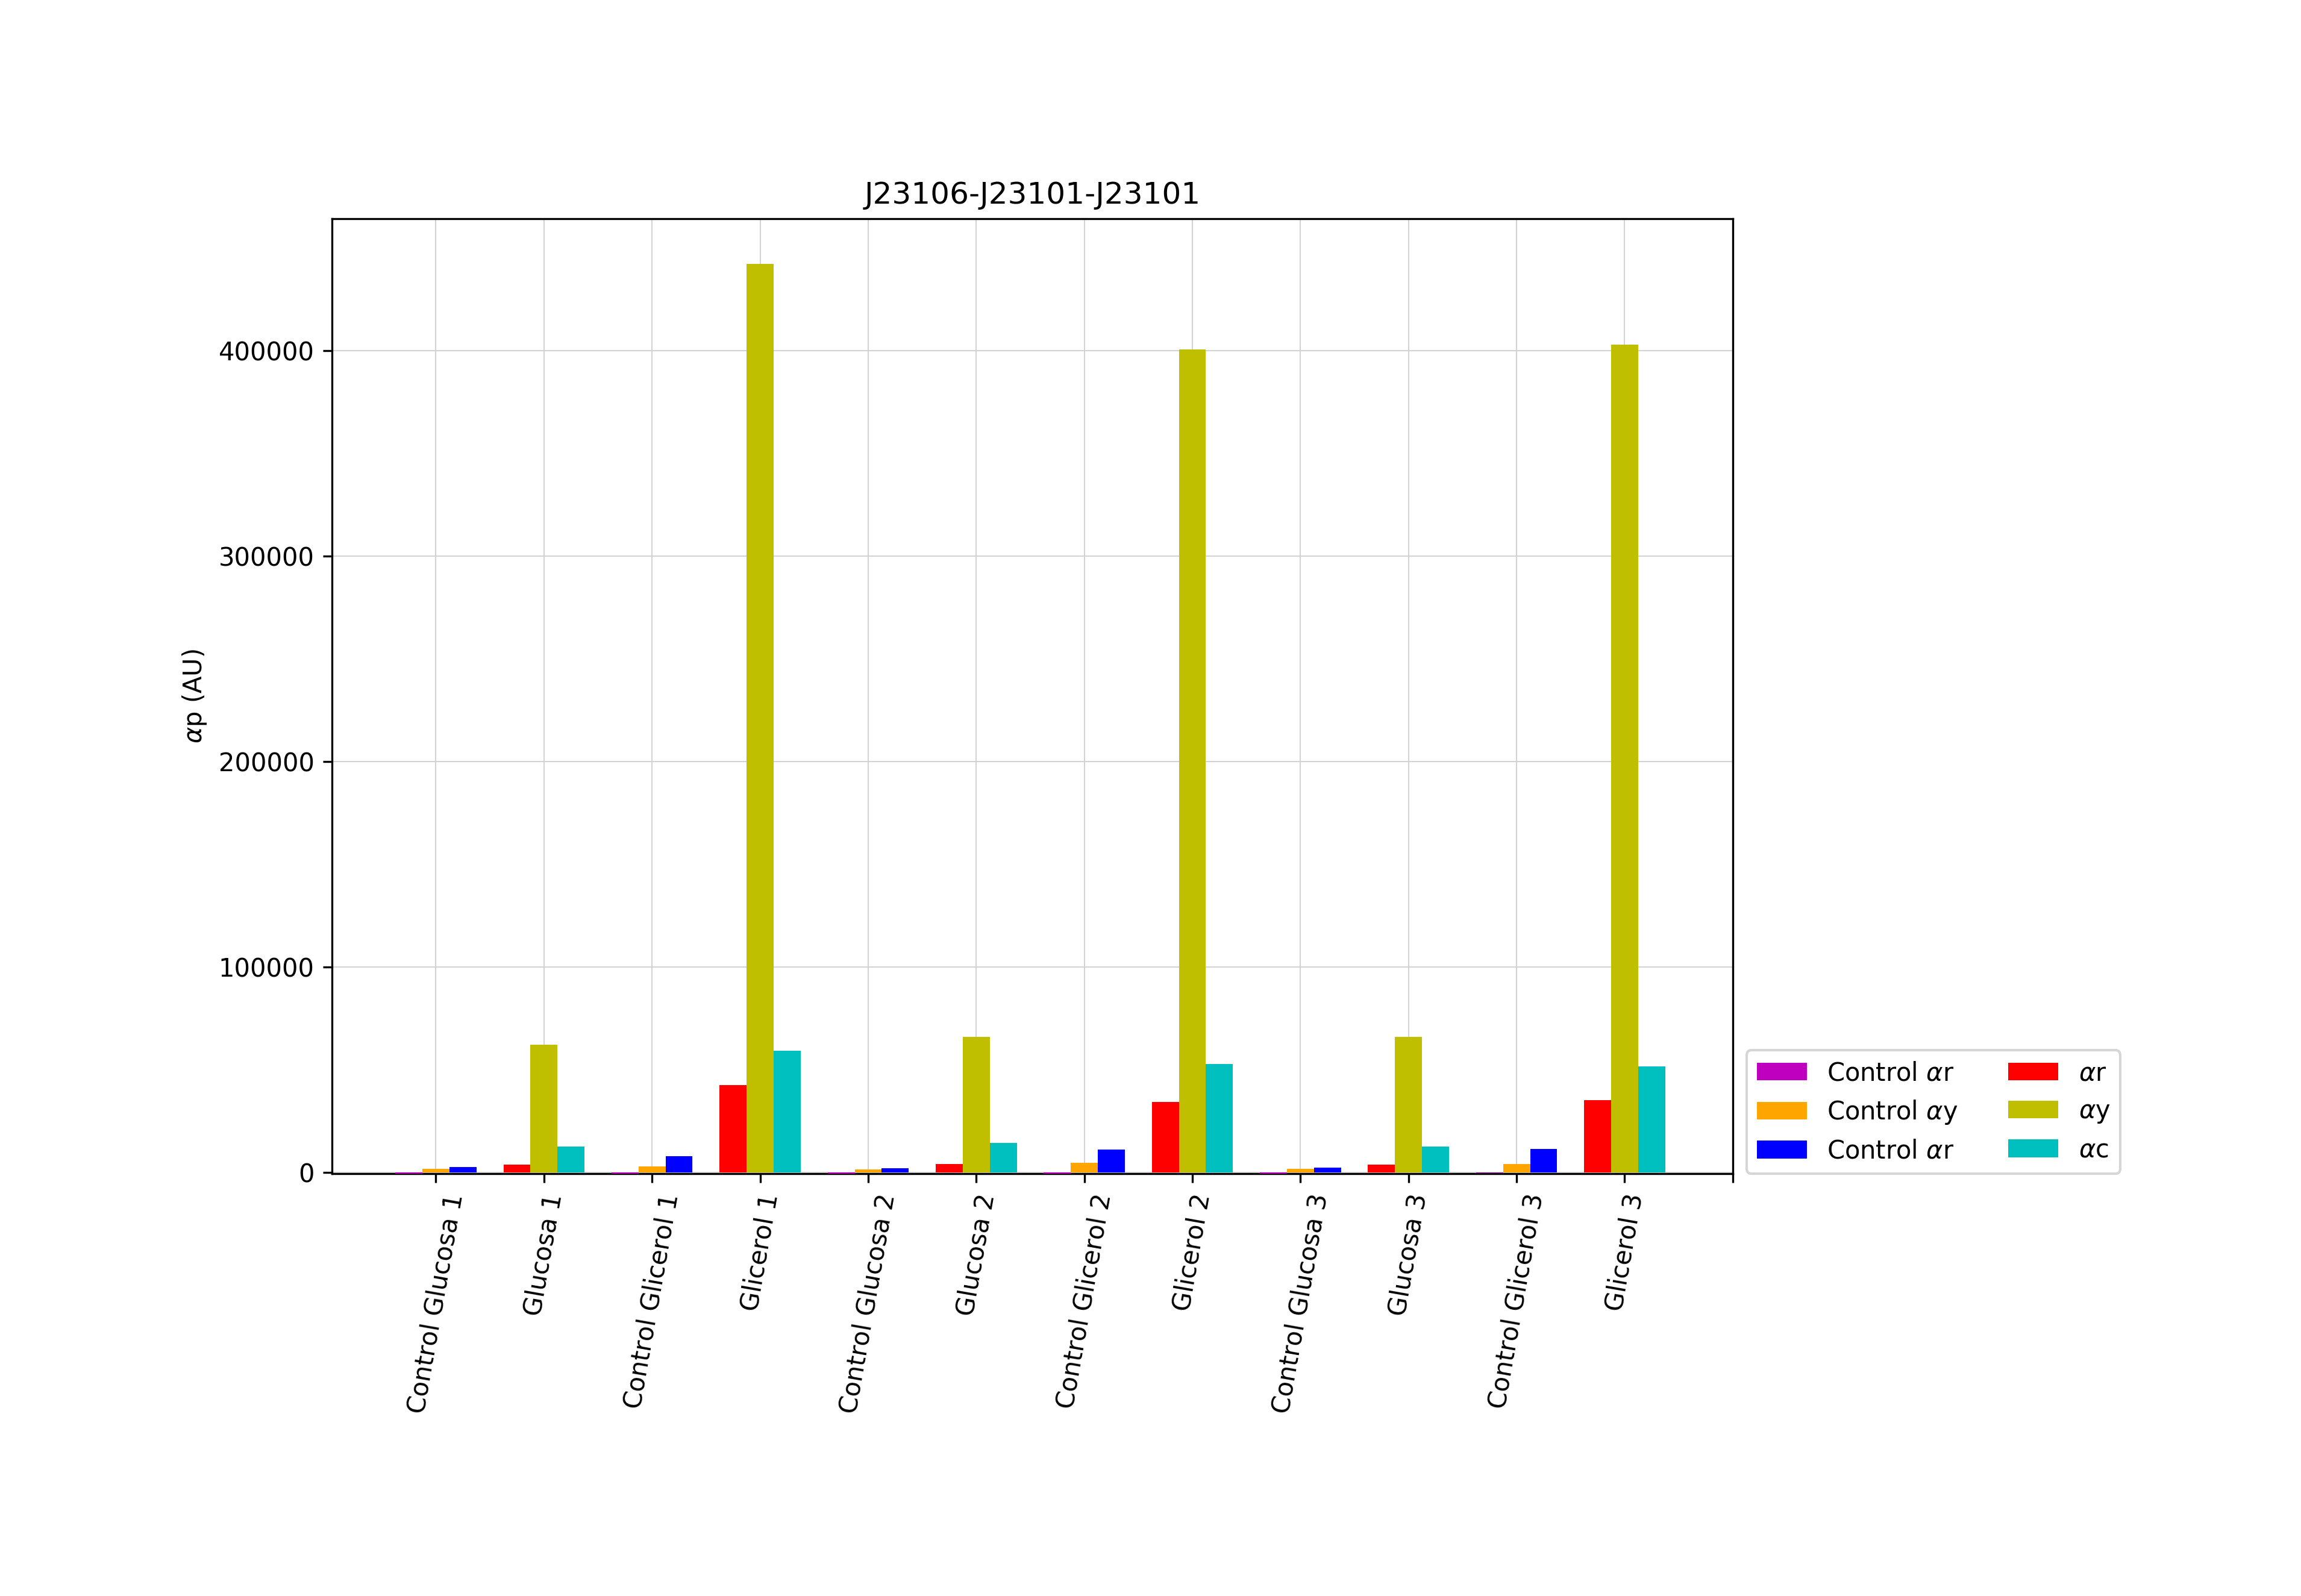 J23106-J23101-J23101
αp (AU)
400000
300000
200000
100000
0
Control Glucosa 1
Glucosa 1
Control Glicerol 1
Glicerol 1
Control Glucosa 2
Glucosa 2
Control Glicerol 2
Glicerol 2
Control Glucosa 3
Glucosa 3
Control Glicerol 3
Glicerol 3
Control αr
Control αy
Control αr
αr
αy
αc